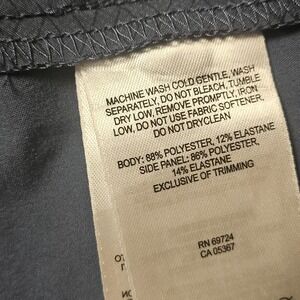 MACHINE WASH COLD GENTLE, WASH
SEPARATELY, DO NOT BLEACH, TUMBLE
DRY LOW, REMOVE PROMPTLY, IRON
LOW, DO NOT USE FABRIC SOFTENER.
DO NOT DRYCLEAN
BODY: 88% POLYESTER, 12% ELASTANE
SIDE PANEL: 86% POLYESTER,
14% ELASTANE
EXCLUSIVE OF TRIMMING
RN 69724
CA 05367